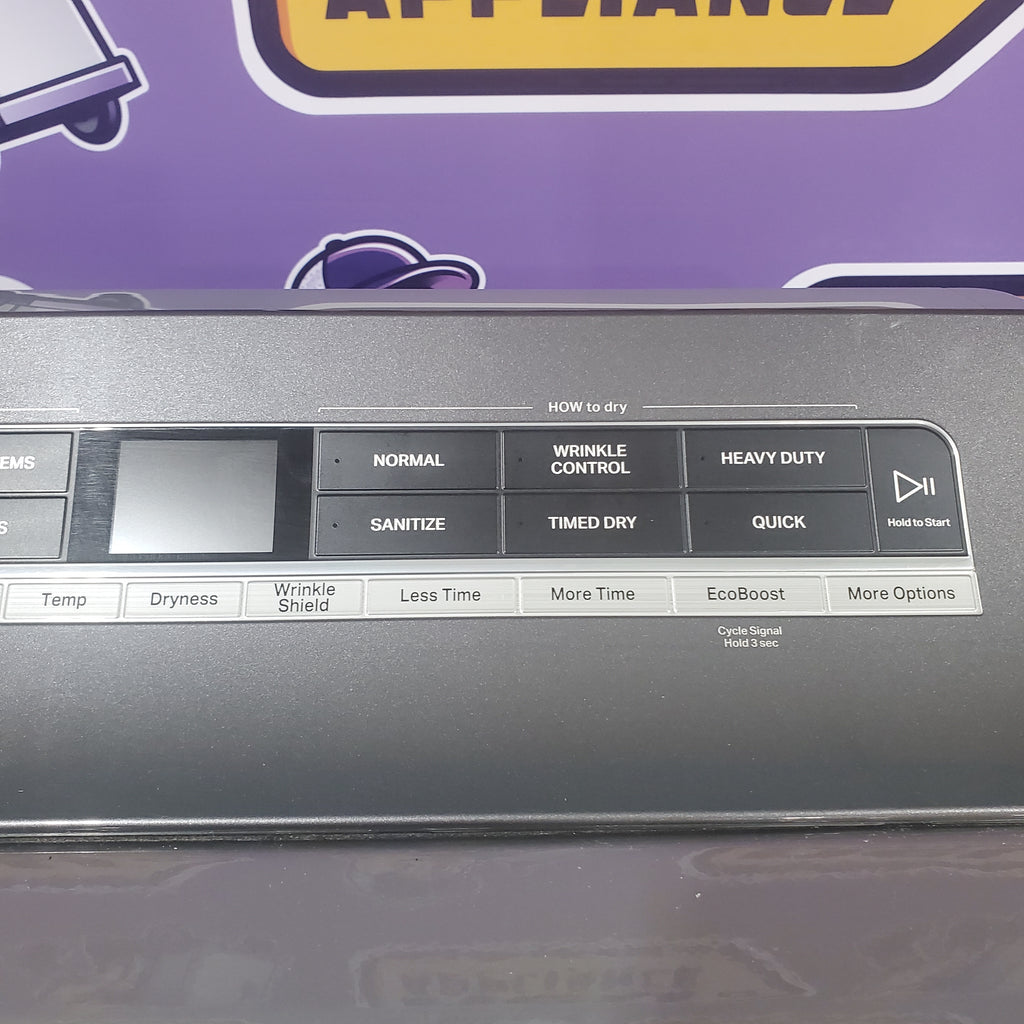 APPLIANCE
HOW to dry
EMS
NORMAL
WRINKLE
CONTROL
HEAVY DUTY
S
SANITIZE
TIMED DRY
QUICK
Hold to Start
Temp
Dryness
Wrinkle
Shield
Less Time
More Time
EcoBoost
More Options
Cycle Signal
Hold 3 sec